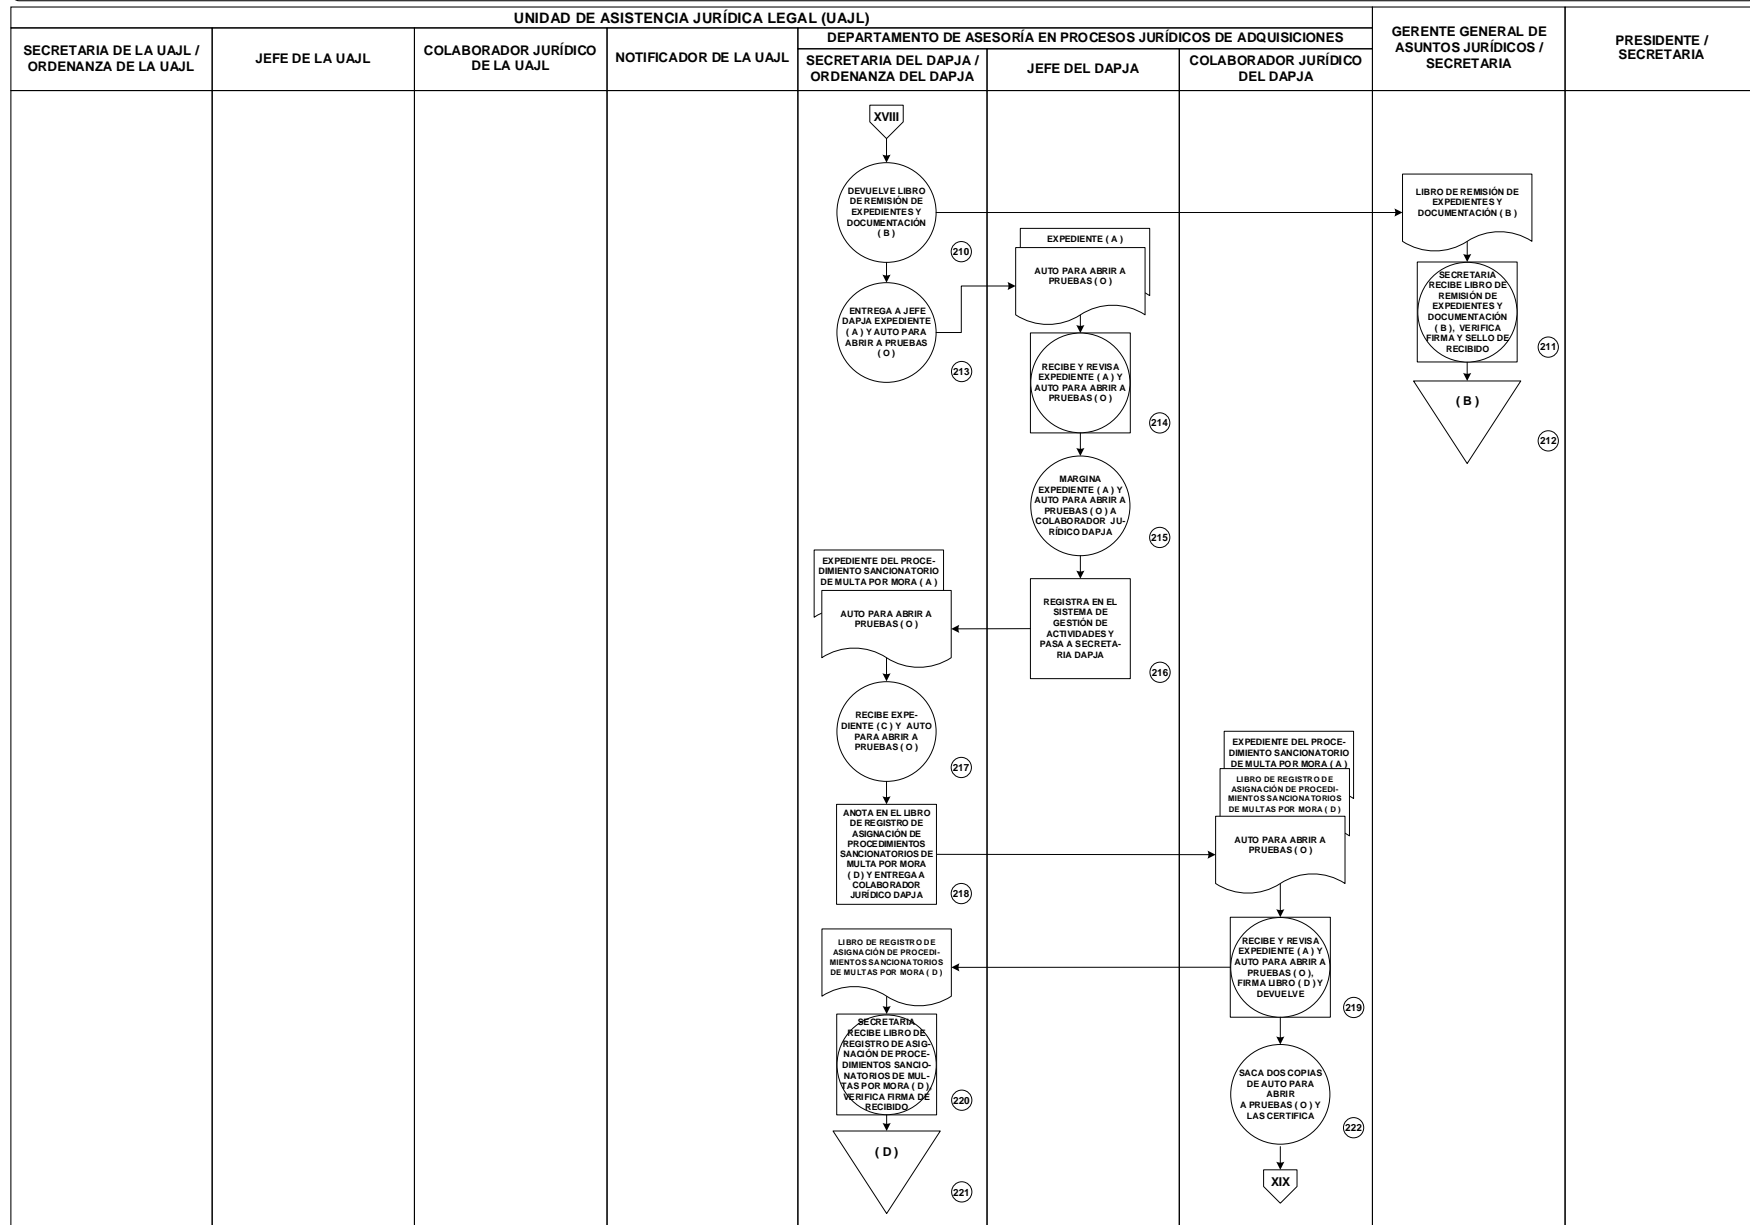 UNIDAD DE ASISTENCIA JURÍDICA LEGAL (UAJL)
SECRETARIA DE LA UAJL /
ORDENANZA DE LA UAJL
JEFE DE LA UAJL
COLABORADOR JURÍDICO
DE LA UAJL
NOTIFICADOR DE LA UAJL
DEPARTAMENTO DE ASESORÍA EN PROCESOS JURÍDICOS DE ADQUISICIONES
SECRETARIA DEL DAPJA /
ORDENANZA DEL DAPJA
JEFE DEL DAPJA
COLABORADOR JURÍDICO
DEL DAPJA
GERENTE GENERAL DE
ASUNTOS JURÍDICOS /
SECRETARIA
PRESIDENTE /
SECRETARIA
XVIII
DEVUELVE LIBRO
DE REMISIÓN DE
EXPEDIENTES Y
DOCUMENTACIÓN
( B )
210
LIBRO DE REMISIÓN DE
EXPEDIENTES Y
DOCUMENTACIÓN ( B )
SECRETARIA
RECIBE LIBRO DE
REMISIÓN DE
EXPEDIENTES Y
DOCUMENTACIÓN
( B ), VERIFICA
FIRMA Y SELLO DE
RECIBIDO
211
( B )
212
ENTREGA A JEFE
DAPJA EXPEDIENTE
( A ) Y AUTO PARA
ABRIR A PRUEBAS
( O )
213
EXPEDIENTE ( A )
AUTO PARA ABRIR A
PRUEBAS ( O )
RECIBE Y REVISA
EXPEDIENTE ( A ) Y
AUTO PARA ABRIR A
PRUEBAS ( O )
214
MARGINA
EXPEDIENTE ( A ) Y
AUTO PARA ABRIR A
PRUEBAS ( O ) A
COLABORADOR JU-
RÍDICO DAPJA
215
REGISTRA EN EL
SISTEMA DE
GESTIÓN DE
ACTIVIDADES Y
PASA A SECRETA-
RIA DAPJA
216
EXPEDIENTE DEL PROCE-
DIMIENTO SANCIONATORIO
DE MULTA POR MORA ( A )
AUTO PARA ABRIR A
PRUEBAS ( O )
RECIBE EXPE-
DIENTE ( C ) Y AUTO
PARA ABRIR A
PRUEBAS ( O )
217
ANOTA EN EL LIBRO
DE REGISTRO DE
ASIGNACIÓN DE
PROCEDIMIENTOS
SANCIONATORIOS DE
MULTA POR MORA
( D ) Y ENTREGA A
COLABORADOR
JURÍDICO DAPJA
218
EXPEDIENTE DEL PROCE-
DIMIENTO SANCIONATORIO
DE MULTA POR MORA ( A )
LIBRO DE REGISTRO DE
ASIGNACIÓN DE PROCEDI-
MIENTOS SANCIONATORIOS
DE MULTAS POR MORA ( D )
AUTO PARA ABRIR A
PRUEBAS ( O )
RECIBE Y REVISA
EXPEDIENTE ( A ) Y
AUTO PARA ABRIR A
PRUEBAS ( O ),
FIRMA LIBRO ( D ) Y
DEVUELVE
219
LIBRO DE REGISTRO DE
ASIGNACIÓN DE PROCEDI-
MIENTOS SANCIONATORIOS
DE MULTAS POR MORA ( D )
SECRETARIA
RECIBE LIBRO DE
REGISTRO DE ASIG-
NACIÓN DE PROCE-
DIMIENTOS SANCIO-
NATORIOS DE MUL-
TAS POR MORA ( D )
VERIFICA FIRMA DE
RECIBIDO
220
( D )
221
SACA DOS COPIAS
DE AUTO PARA
ABRIR
A PRUEBAS ( O ) Y
LAS CERTIFICA
222
XIX